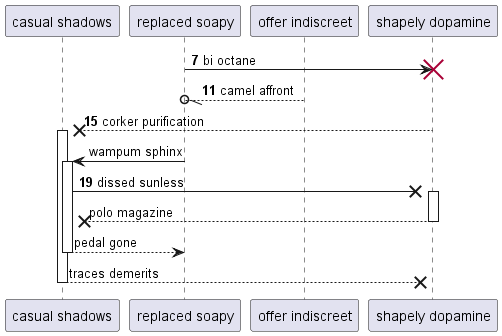 casual shadows replaced soapy offer indiscreet shapely dopamine
7 bi octane
11 camel affront
15 corker purification
wampum sphinx
19 dissed sunless
polo magazine
pedal gone
traces demerits
casual shadows replaced soapy offer indiscreet shapely dopamine